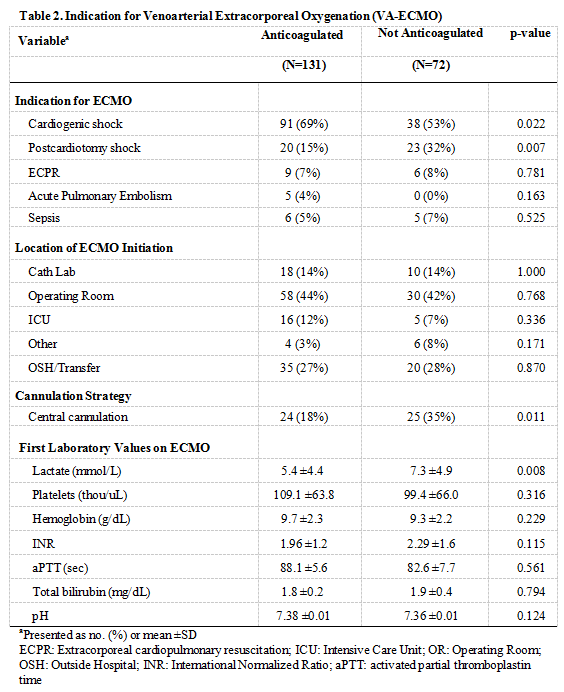 Table 2. Indication for Venoarterial Extracorporeal Oxygenation (VA-ECMO)
Variableᵃ Anticoagulated (N=131) Not Anticoagulated (N=72) p-value
Indication for ECMO
Cardiogenic shock 91 (69%) 38 (53%) 0.022
Postcardiotomy shock 20 (15%) 23 (32%) 0.007
ECPR 9 (7%) 6 (8%) 0.781
Acute Pulmonary Embolism 5 (4%) 0 (0%) 0.163
Sepsis 6 (5%) 5 (7%) 0.525
Location of ECMO Initiation
Cath Lab 18 (14%) 10 (14%) 1.000
Operating Room 58 (44%) 30 (42%) 0.768
ICU 16 (12%) 5 (7%) 0.336
Other 4 (3%) 6 (8%) 0.171
OSH/Transfer 35 (27%) 20 (28%) 0.870
Cannulation Strategy
Central cannulation 24 (18%) 25 (35%) 0.011
First Laboratory Values on ECMO
Lactate (mmol/L) 5.4 ±4.4 7.3 ±4.9 0.008
Platelets (thou/uL) 109.1 ±63.8 99.4 ±66.0 0.316
Hemoglobin (g/dL) 9.7 ±2.3 9.3 ±2.2 0.229
INR 1.96 ±1.2 2.29 ±1.6 0.115
aPTT (sec) 88.1 ±5.6 82.6 ±7.7 0.561
Total bilirubin (mg/dL) 1.8 ±0.2 1.9 ±0.4 0.794
pH 7.38 ±0.01 7.36 ±0.01 0.124
ᵃPresented as no. (%) or mean ±SD
ECPR: Extracorporeal cardiopulmonary resuscitation; ICU: Intensive Care Unit; OR: Operating Room;
OSH: Outside Hospital; INR: International Normalized Ratio; aPTT: activated partial thromboplastin
time